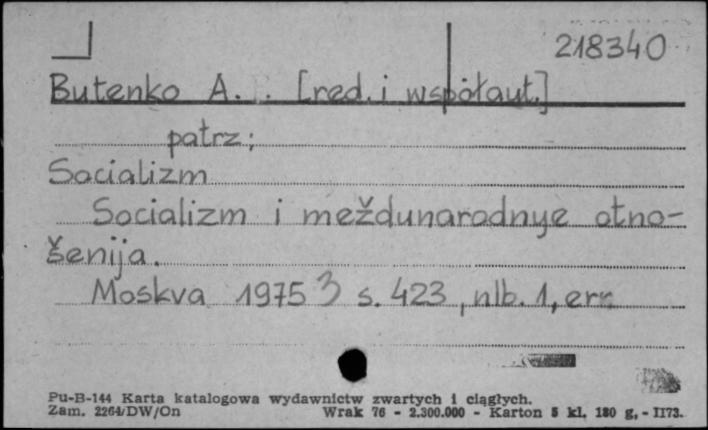 218340
Butenko A. [red. i współaut.]
patrz:
Socializm
Socializm i meždunarodnye otno-
šenija.
Moskva 1975 3 s. 423, nlb. 1, err.
Pu-B-144 Karta katalogowa wydawnictw zwartych i ciągłych.
Zam. 2264/DW/On Wrak 76 - 2.300.000 - Karton 5 kl. 180 g, - II73.